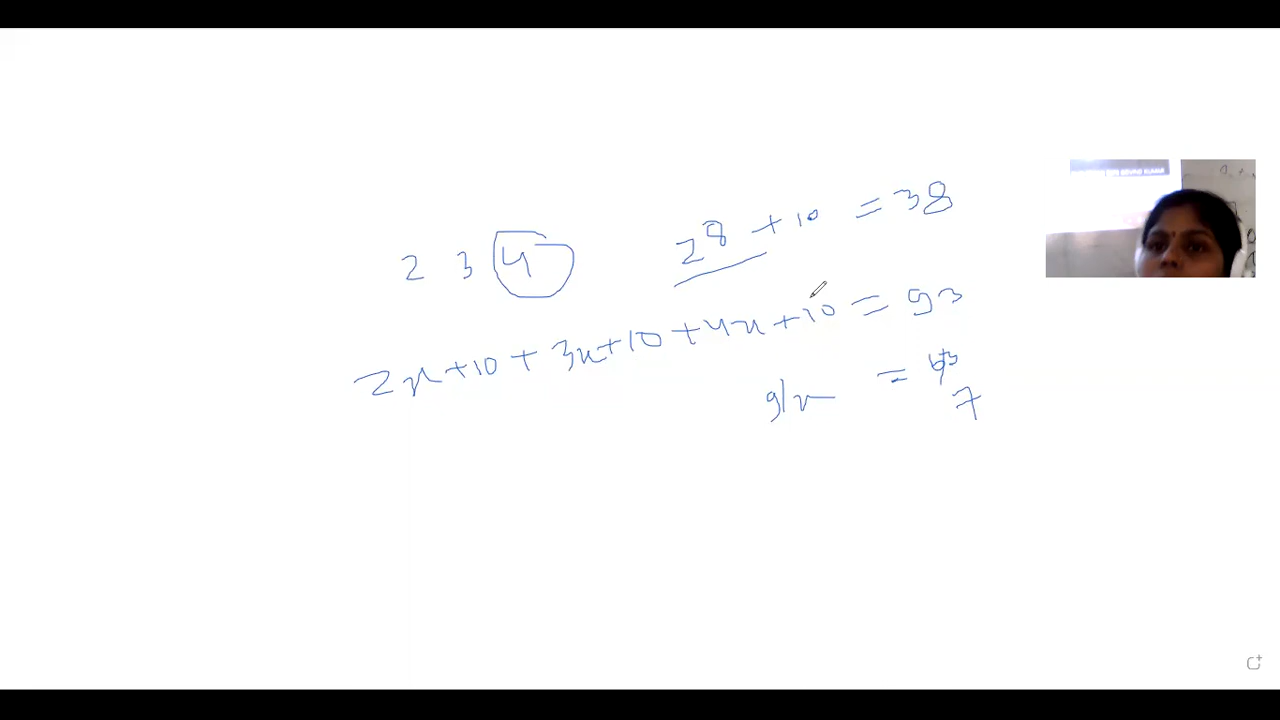 28 + 10 = 38
2 3 4
2x+10 + 3x+10 + 4x+10 = 93
9x = 63
7